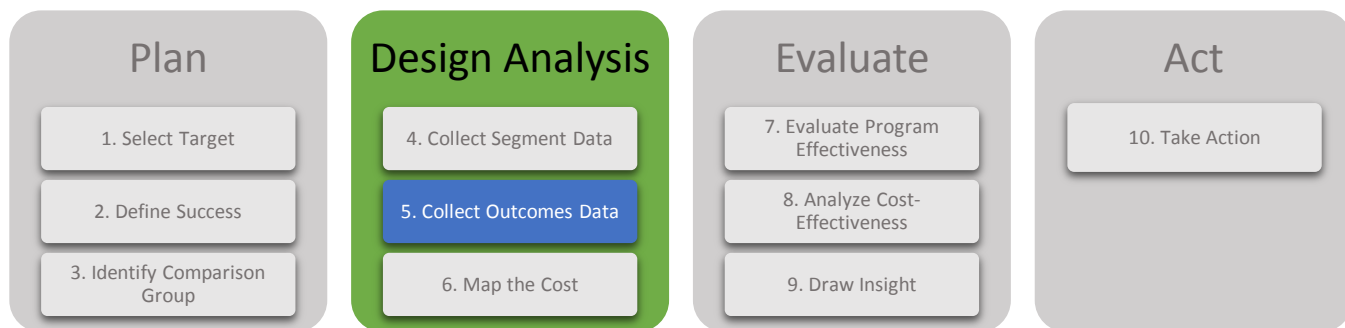 Plan
1. Select Target
2. Define Success
3. Identify Comparison
Group
Design Analysis
4. Collect Segment Data
5. Collect Outcomes Data
6. Map the Cost
Evaluate
7. Evaluate Program
Effectiveness
8. Analyze Cost-
Effectiveness
9. Draw Insight
Act
10. Take Action